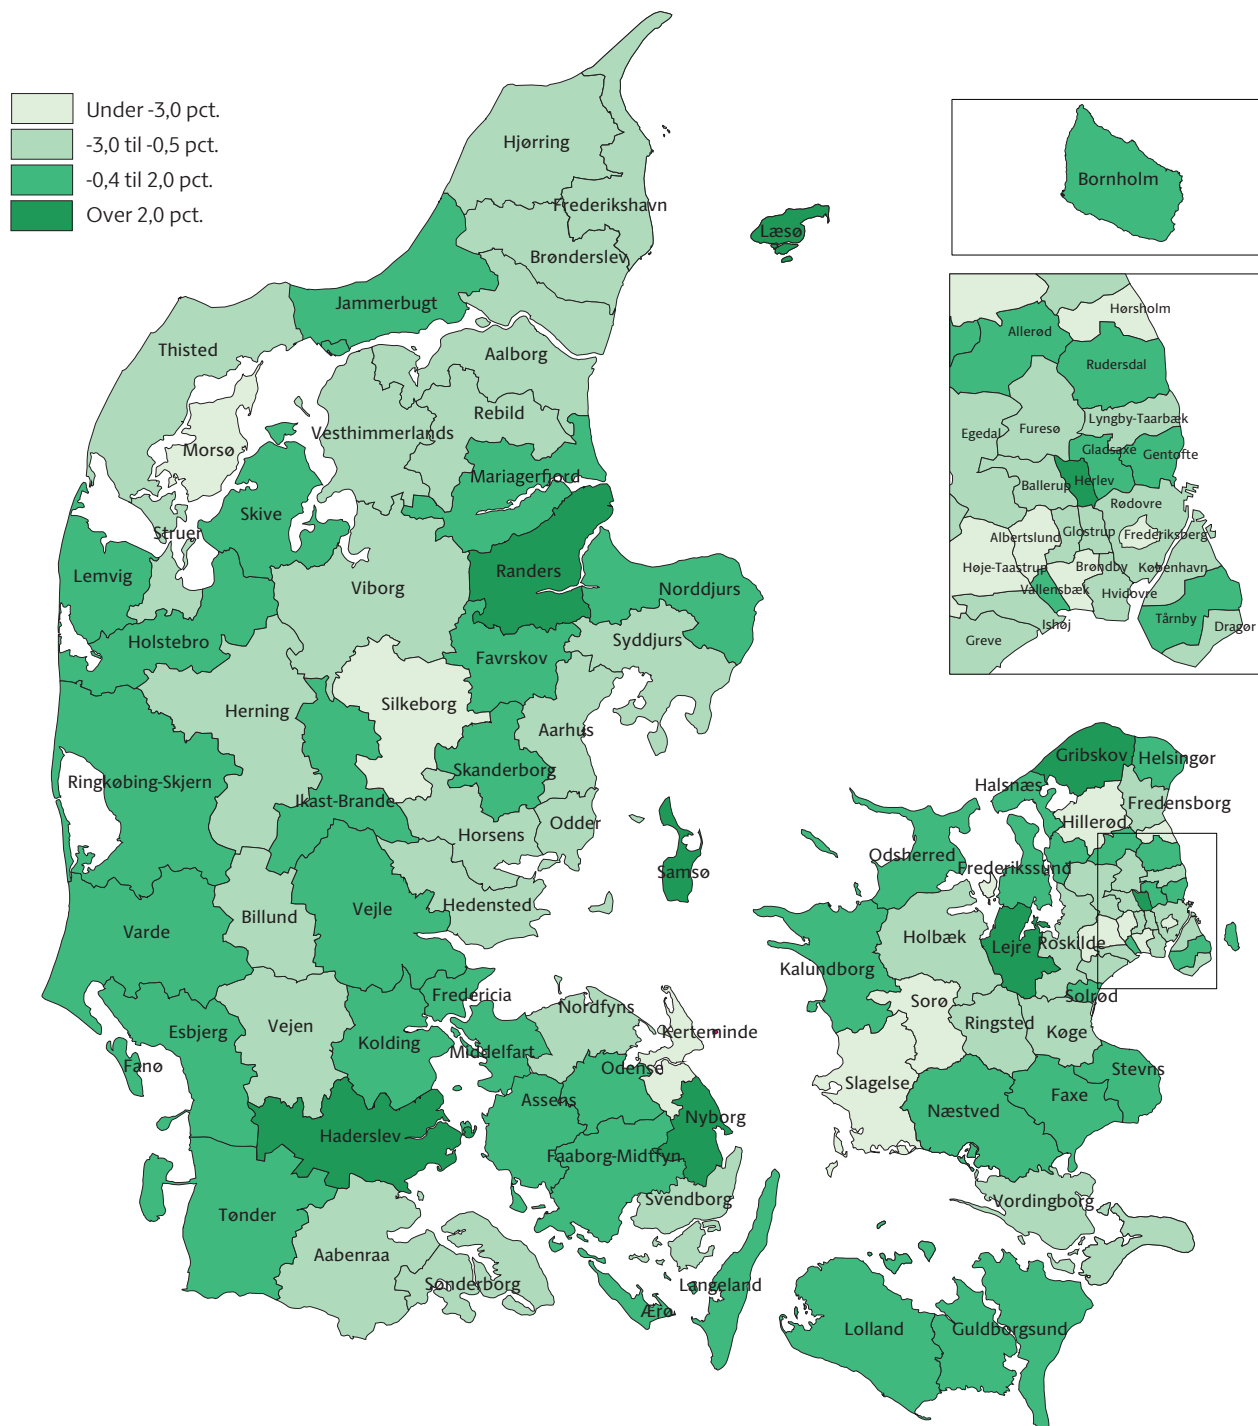 Under -3,0 pct.
-3,0 til -0,5 pct.
-0,4 til 2,0 pct.
Over 2,0 pct.
Hjørring
Frederikshavn
Brønderslev
Læsø
Jammerbugt
Thisted
Aalborg
Rebild
Vesthimmerlands
Morsø
Mariagerfjord
Skive
Struer
Lemvig
Viborg
Randers
Norddjurs
Holstebro
Favrskov
Syddjurs
Silkeborg
Herning
Aarhus
Skanderborg
Ringkøbing-Skjern
Ikast-Brande
Horsens
Odder
Samsø
Hedensted
Billund
Vejle
Varde
Fredericia
Vejen
Esbjerg
Kolding
Fanø
Middelfart
Nordfyns
Kerteminde
Odense
Assens
Nyborg
Haderslev
Faaborg-Midtfyn
Svendborg
Tønder
Aabenraa
Sønderborg
Langeland
Ærø
Bornholm
Hørsholm
Allerød
Rudersdal
Lyngby-Taarbæk
Furesø
Egedal
Gladsaxe
Gentofte
Ballerup
Herlev
Rødovre
Albertslund
Glostrup
Frederiksberg
Høje-Taastrup
Brøndby
København
Vallensbæk
Hvidovre
Ishøj
Tårnby
Dragør
Greve
Gribskov
Helsingør
Halsnæs
Fredensborg
Hillerød
Odsherred
Frederikssund
Holbæk
Lejre
Roskilde
Kalundborg
Solrød
Sorø
Ringsted
Køge
Stevns
Slagelse
Næstved
Faxe
Vordingborg
Lolland
Guldborgsund